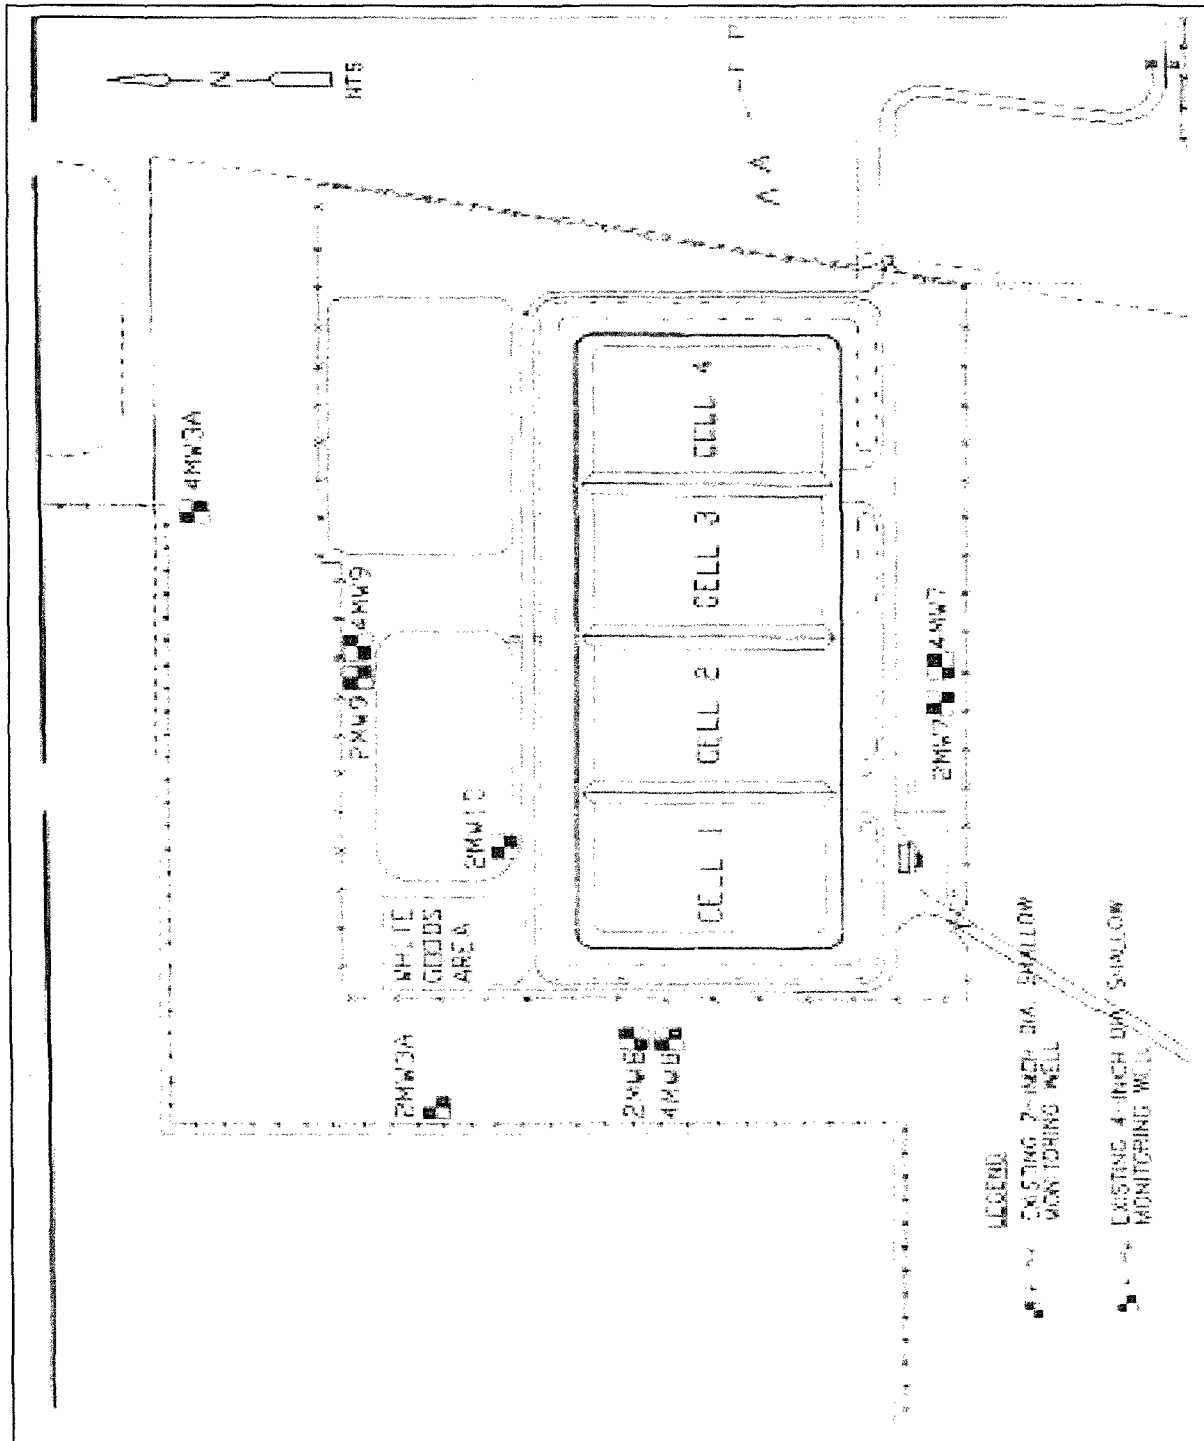 N
NTS
4MW3A
4MW9
2MW9
2MW10
WHITE
GOODS
AREA
2MW3A
2MW8
4MW8
CELL 1
CELL 2
CELL 3
CELL 4
2MW7
4MW7
LEGEND
EXISTING 2-INCH DIA. SHALLOW
MONITORING WELL
EXISTING 4-INCH DIA. SHALLOW
MONITORING WELL